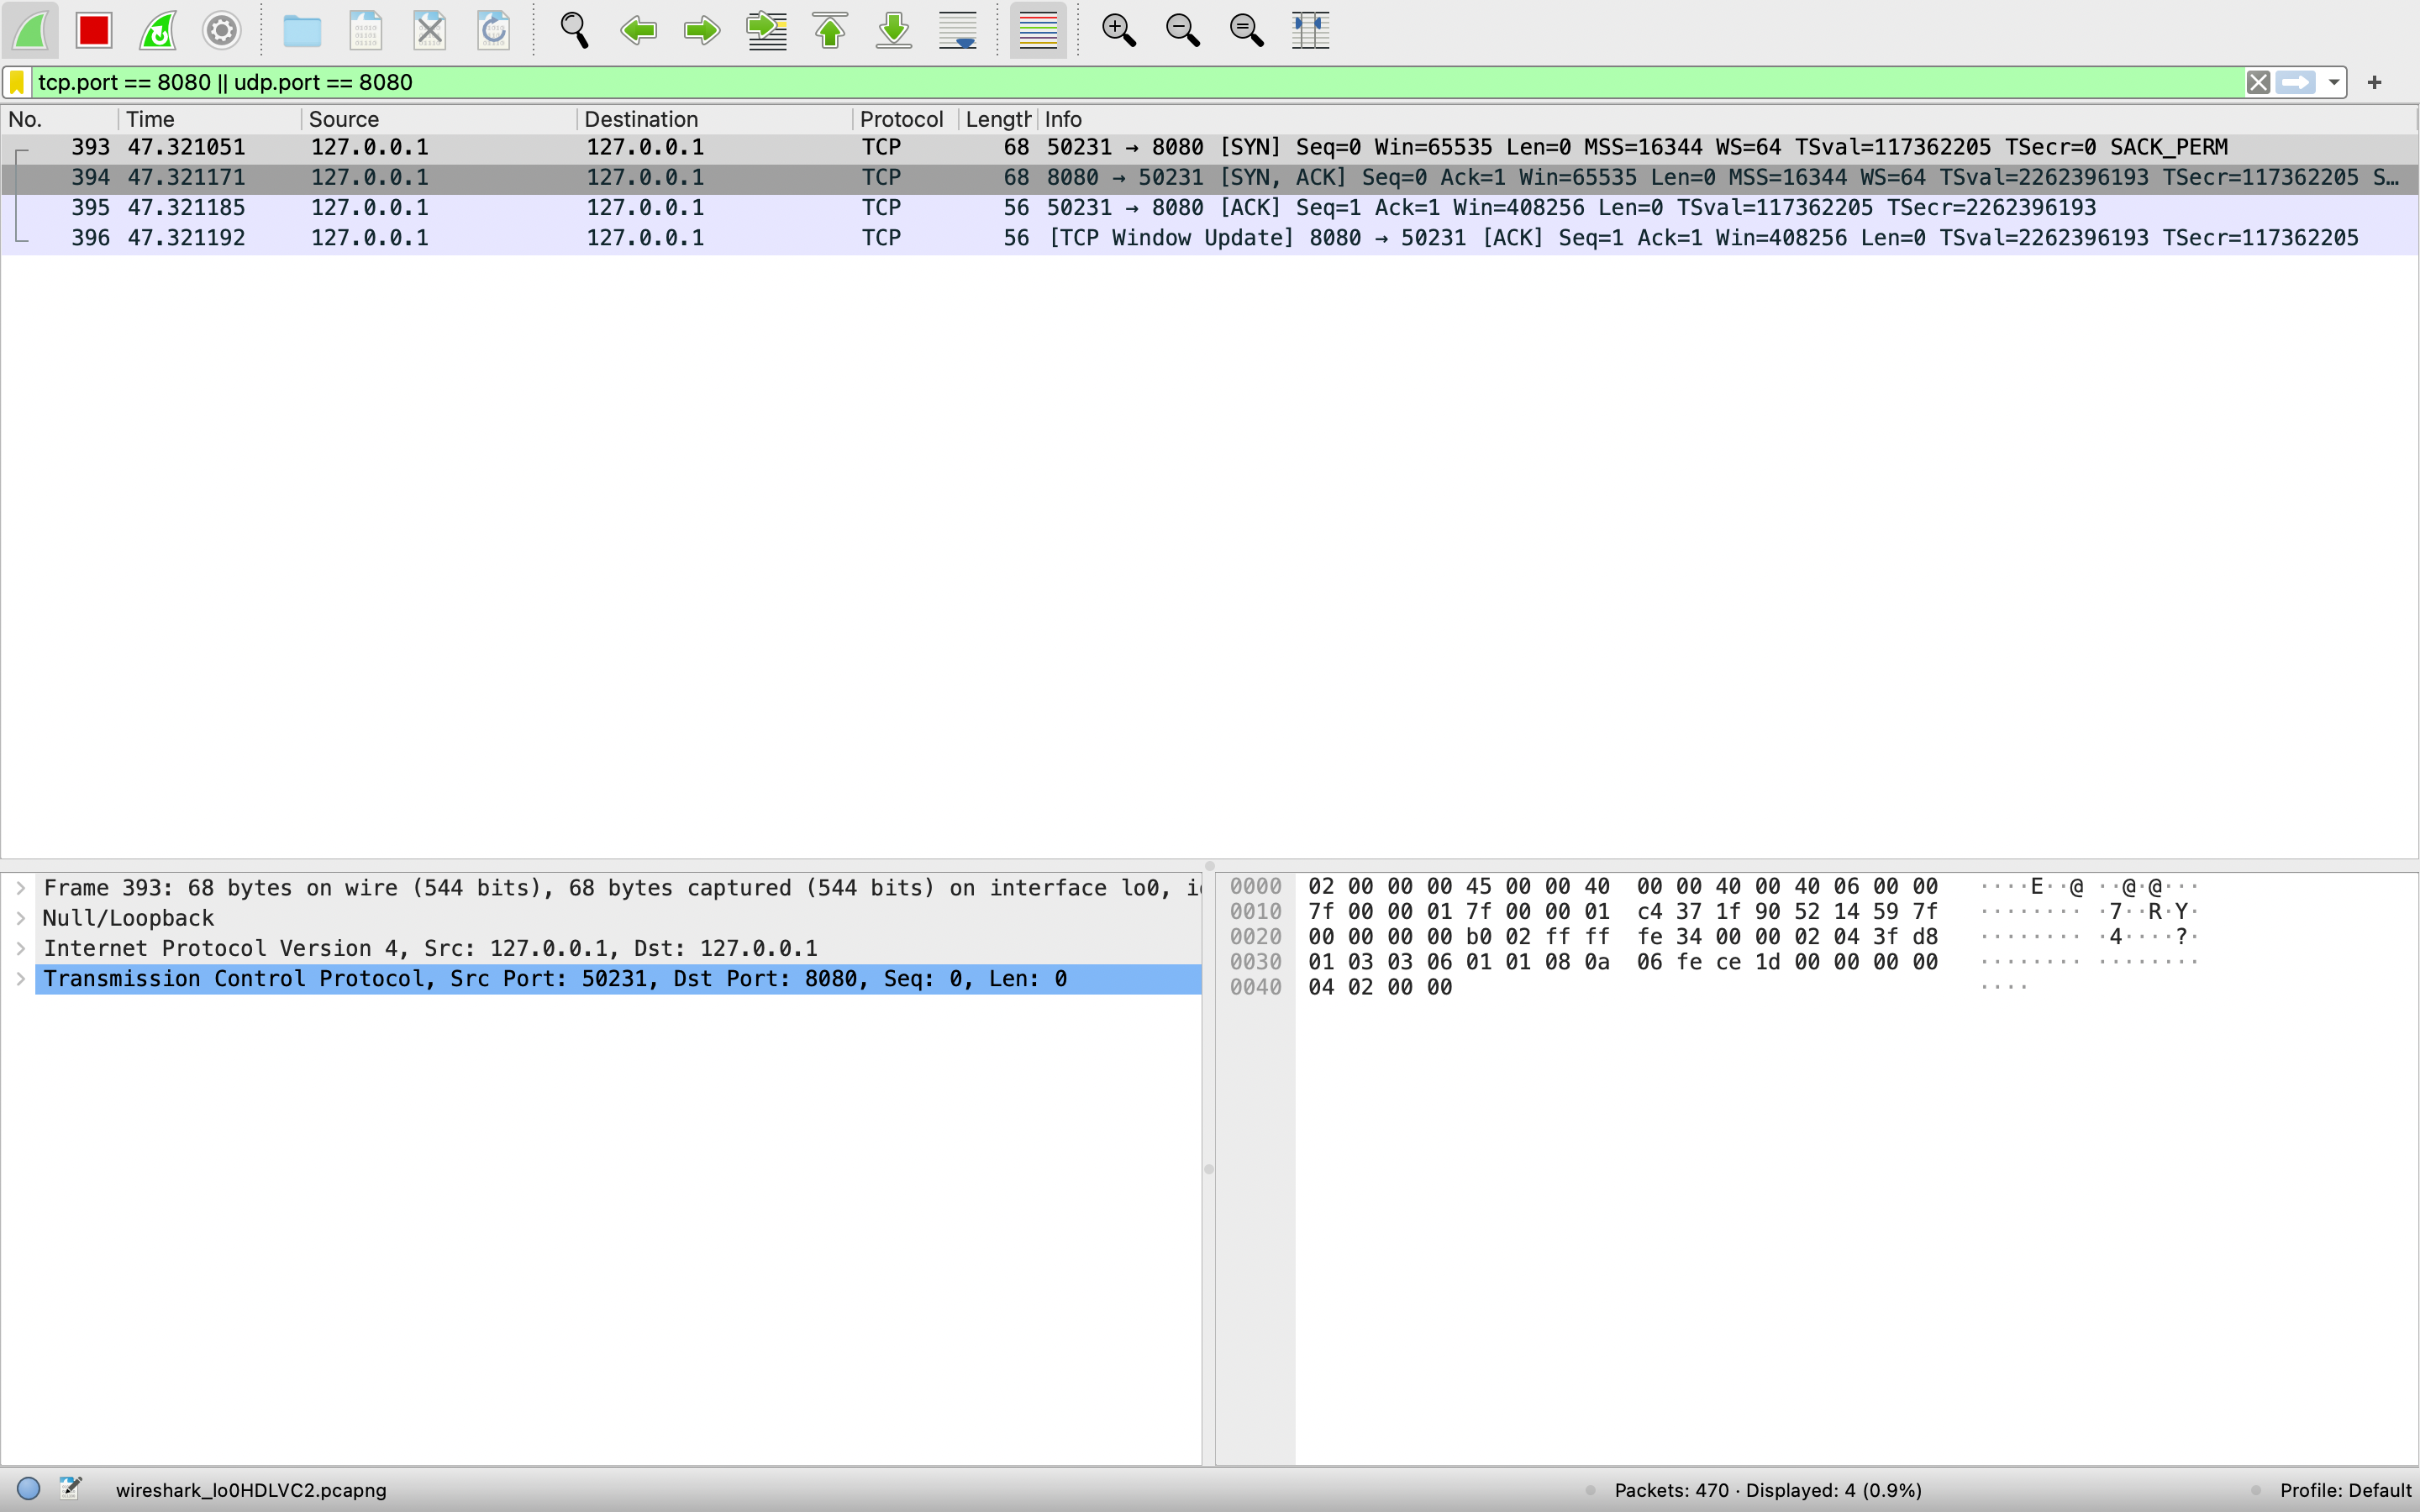 tcp.port == 8080 || udp.port == 8080
No. Time Source Destination Protocol Length Info
393 47.321051 127.0.0.1 127.0.0.1 TCP 68 50231 → 8080 [SYN] Seq=0 Win=65535 Len=0 MSS=16344 WS=64 TSval=117362205 TSecr=0 SACK_PERM
394 47.321171 127.0.0.1 127.0.0.1 TCP 68 8080 → 50231 [SYN, ACK] Seq=0 Ack=1 Win=65535 Len=0 MSS=16344 WS=64 TSval=2262396193 TSecr=117362205 S…
395 47.321185 127.0.0.1 127.0.0.1 TCP 56 50231 → 8080 [ACK] Seq=1 Ack=1 Win=408256 Len=0 TSval=117362205 TSecr=2262396193
396 47.321192 127.0.0.1 127.0.0.1 TCP 56 [TCP Window Update] 8080 → 50231 [ACK] Seq=1 Ack=1 Win=408256 Len=0 TSval=2262396193 TSecr=117362205
Frame 393: 68 bytes on wire (544 bits), 68 bytes captured (544 bits) on interface lo0,
Null/Loopback
Internet Protocol Version 4, Src: 127.0.0.1, Dst: 127.0.0.1
Transmission Control Protocol, Src Port: 50231, Dst Port: 8080, Seq: 0, Len: 0
0000 02 00 00 00 45 00 00 40 00 00 40 00 40 06 00 00 ····E··@ ··@·@···
0010 7f 00 00 01 7f 00 00 01 c4 37 1f 90 52 14 59 7f ········ ·7··R·Y·
0020 00 00 00 00 b0 02 ff ff fe 34 00 00 02 04 3f d8 ········ ·4····?·
0030 01 03 03 06 01 01 08 0a 06 fe ce 1d 00 00 00 00 ········ ········
0040 04 02 00 00 ····
wireshark_lo0HDLVC2.pcapng
Packets: 470 · Displayed: 4 (0.9%)
Profile: Default